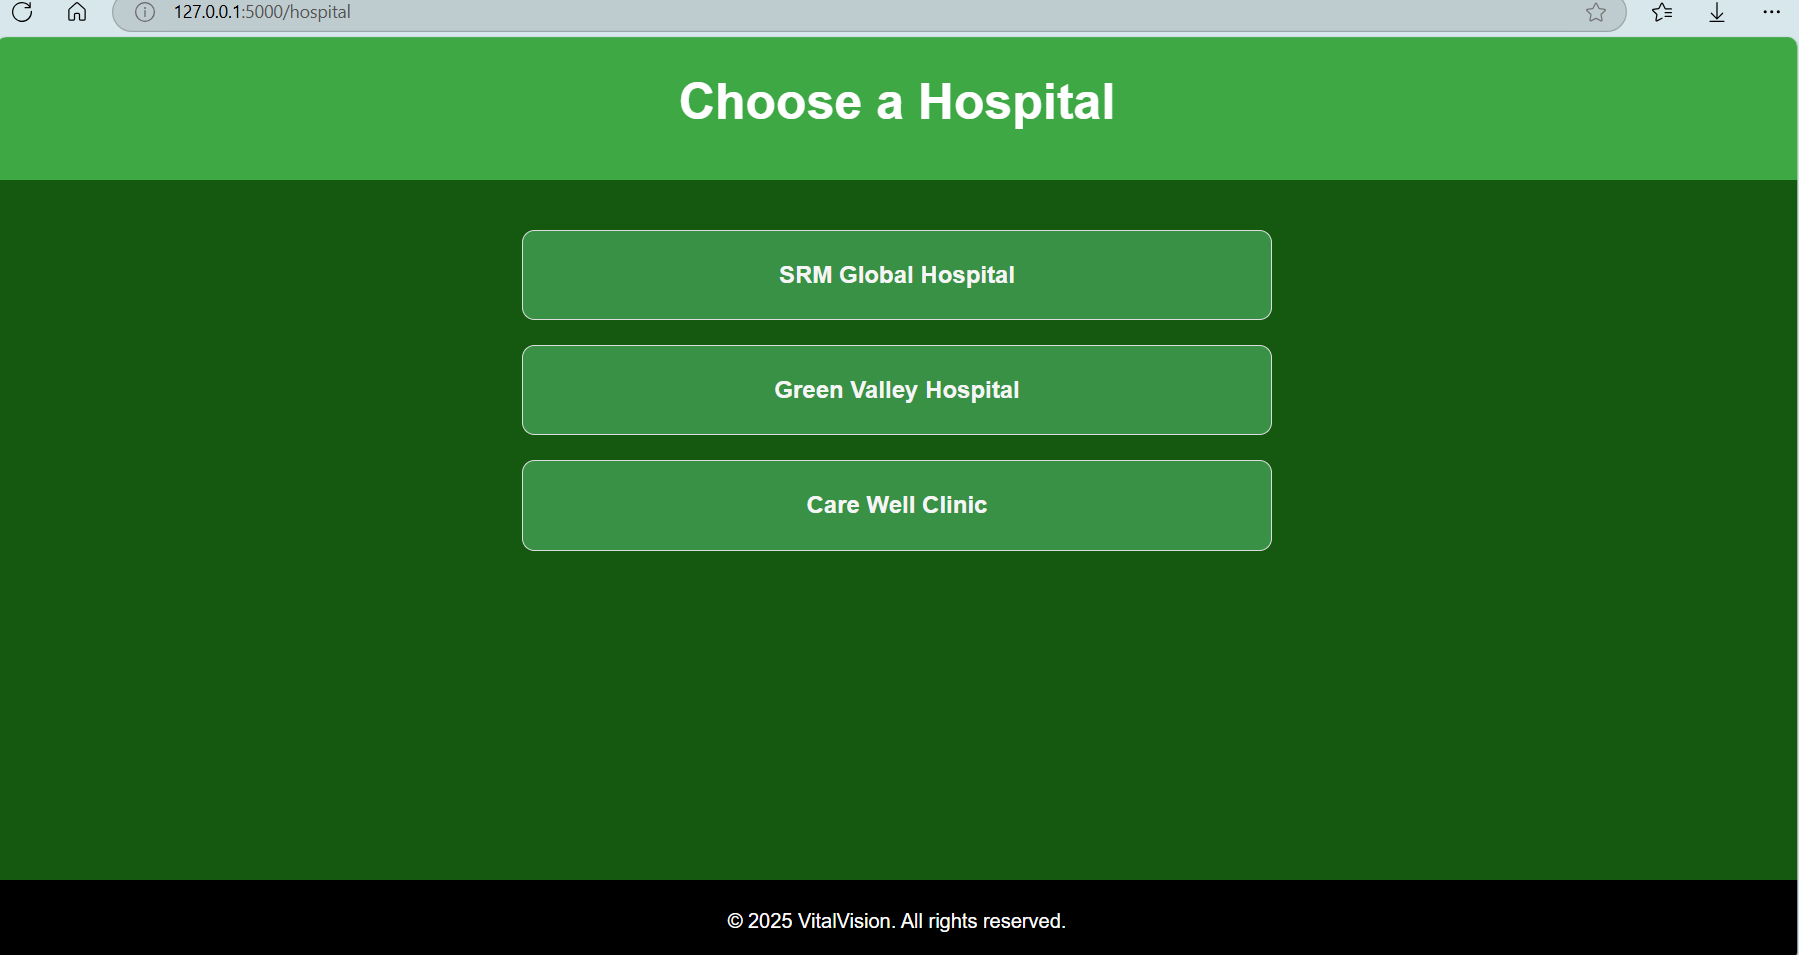 127.0.0.1:5000/hospital
Choose a Hospital
SRM Global Hospital
Green Valley Hospital
Care Well Clinic
© 2025 VitalVision. All rights reserved.